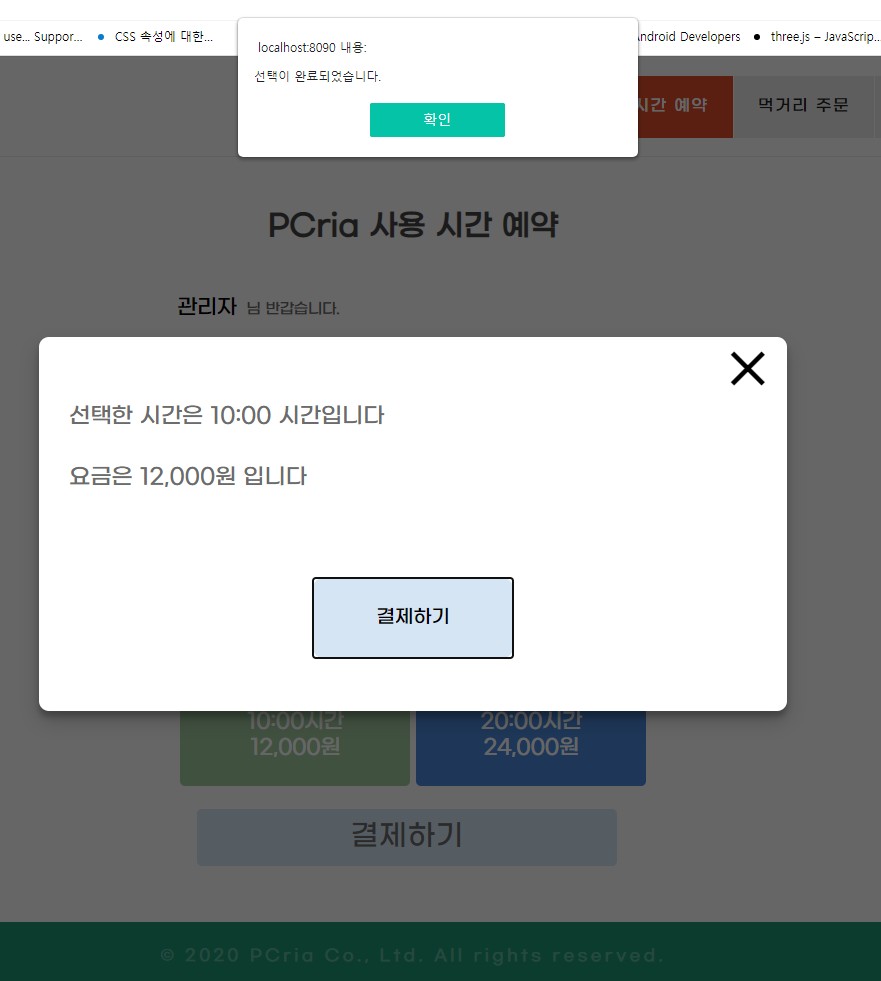 use... Suppor...
CSS 속성에 대한...
Android Developers
three.js – JavaScrip...
localhost:8090 내용:
선택이 완료되었습니다.
확인
시간 예약
먹거리 주문
PCria 사용 시간 예약
관리자 님 반갑습니다.
선택한 시간은 10:00 시간입니다
요금은 12,000원 입니다
결제하기
10:00시간
12,000원
20:00시간
24,000원
결제하기
© 2020 PCria Co., Ltd. All rights reserved.